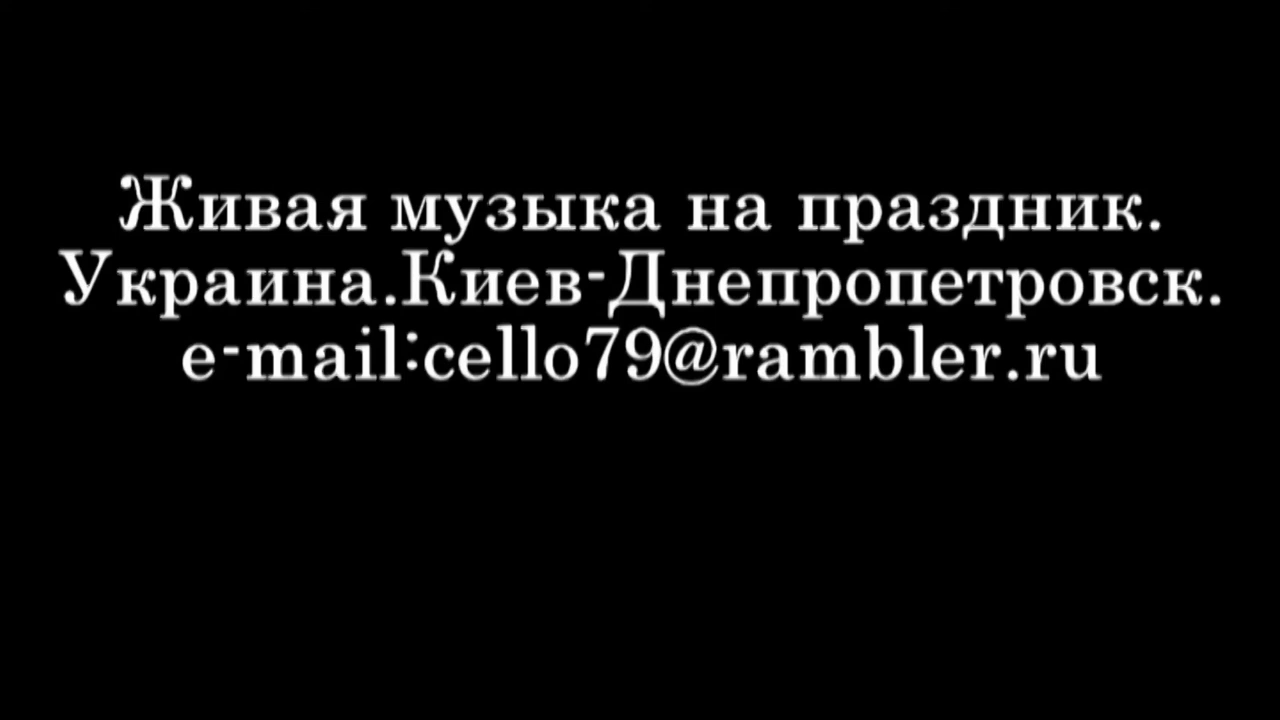 Живая музыка на праздник.
Украина.Киев-Днепропетровск.
e-mail:cello79@rambler.ru